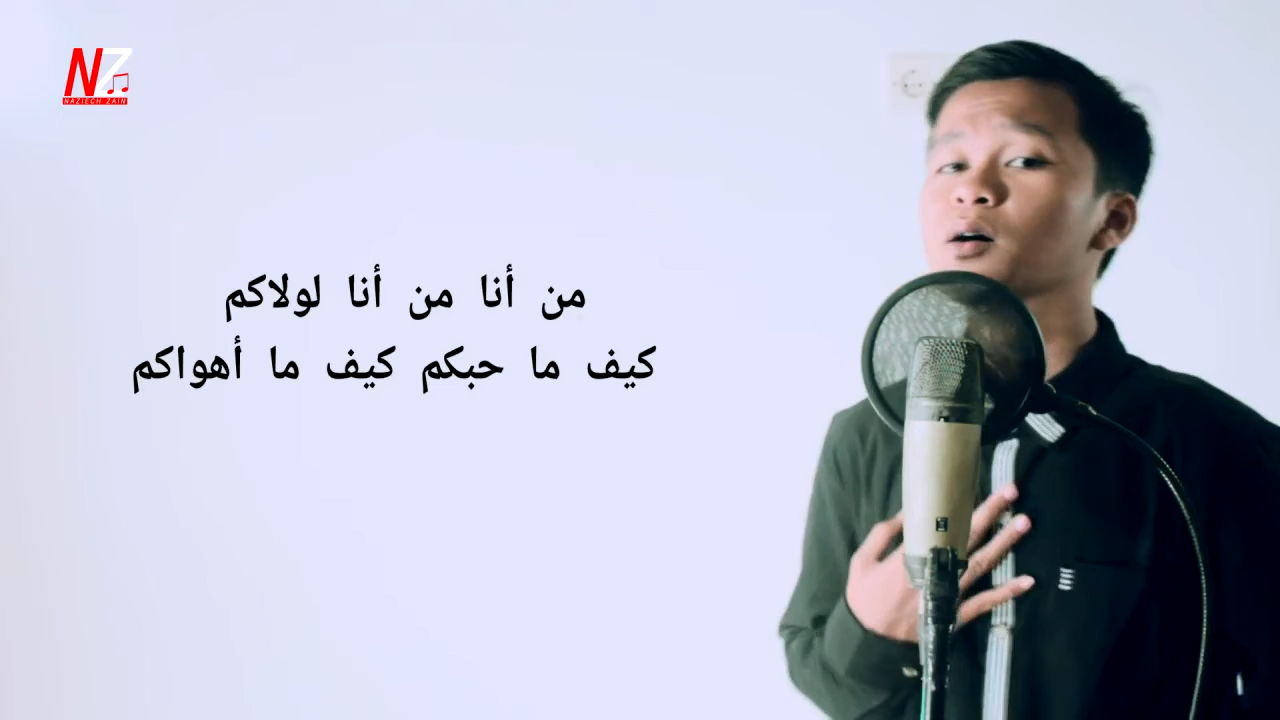 NZ
NAZIECH ZAIN
من أنا من أنا لولاكم
كيف ما حبكم كيف ما أهواكم